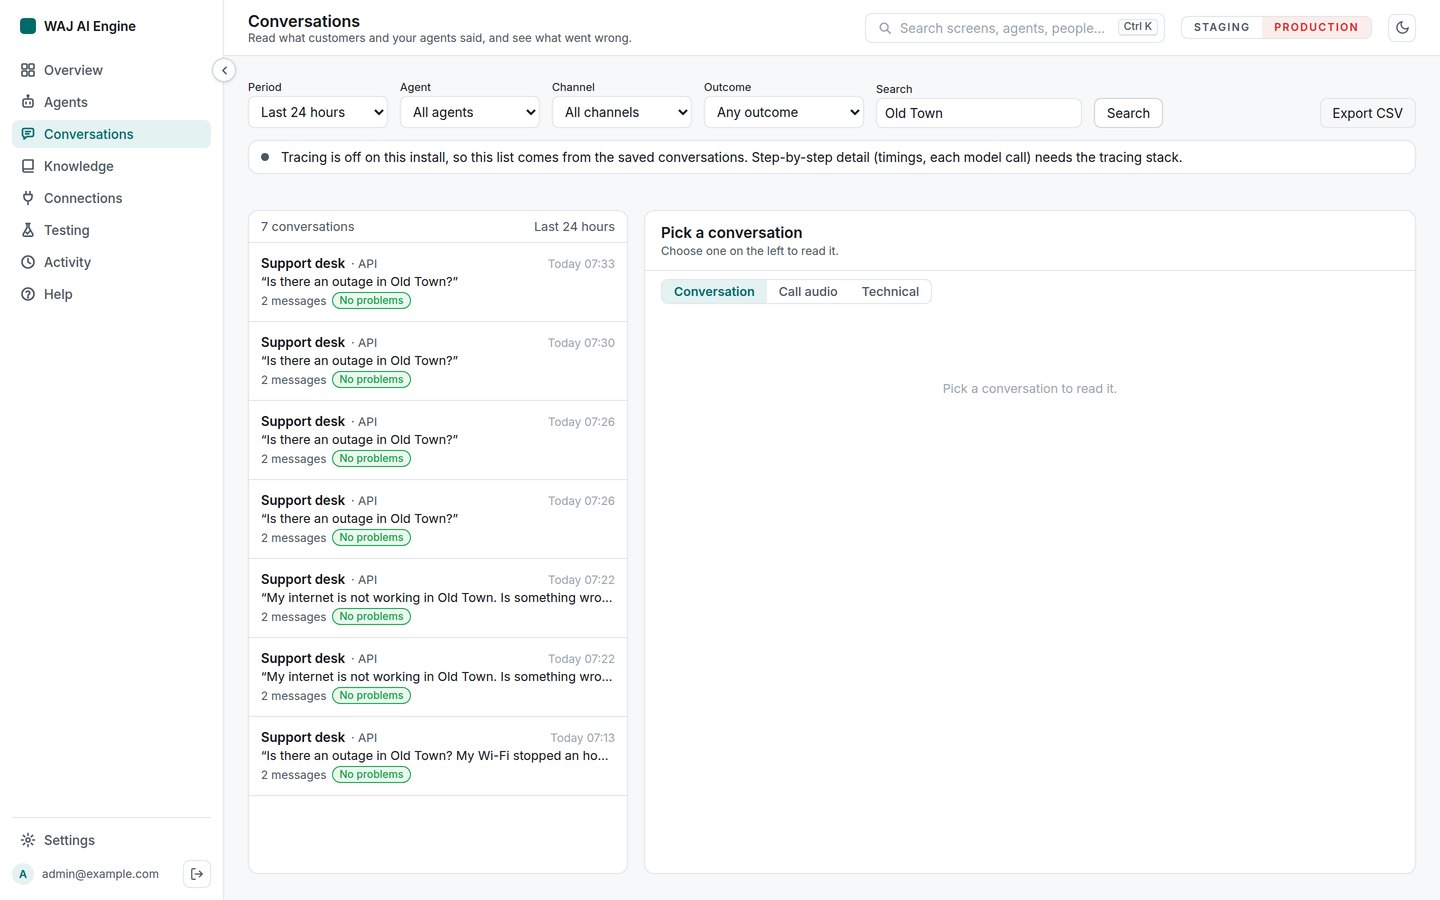 WAJ AI Engine
Overview
Agents
Conversations
Knowledge
Connections
Testing
Activity
Help
Settings
A admin@example.com
Conversations
Read what customers and your agents said, and see what went wrong.
Search screens, agents, people... Ctrl K
STAGING PRODUCTION
Period Agent Channel Outcome Search
Last 24 hours All agents All channels Any outcome Old Town Search Export CSV
Tracing is off on this install, so this list comes from the saved conversations. Step-by-step detail (timings, each model call) needs the tracing stack.
7 conversations Last 24 hours
Support desk · API Today 07:33
“Is there an outage in Old Town?”
2 messages No problems
Support desk · API Today 07:30
“Is there an outage in Old Town?”
2 messages No problems
Support desk · API Today 07:26
“Is there an outage in Old Town?”
2 messages No problems
Support desk · API Today 07:26
“Is there an outage in Old Town?”
2 messages No problems
Support desk · API Today 07:22
“My internet is not working in Old Town. Is something wro...
2 messages No problems
Support desk · API Today 07:22
“My internet is not working in Old Town. Is something wro...
2 messages No problems
Support desk · API Today 07:13
“Is there an outage in Old Town? My Wi-Fi stopped an ho...
2 messages No problems
Pick a conversation
Choose one on the left to read it.
Conversation Call audio Technical
Pick a conversation to read it.